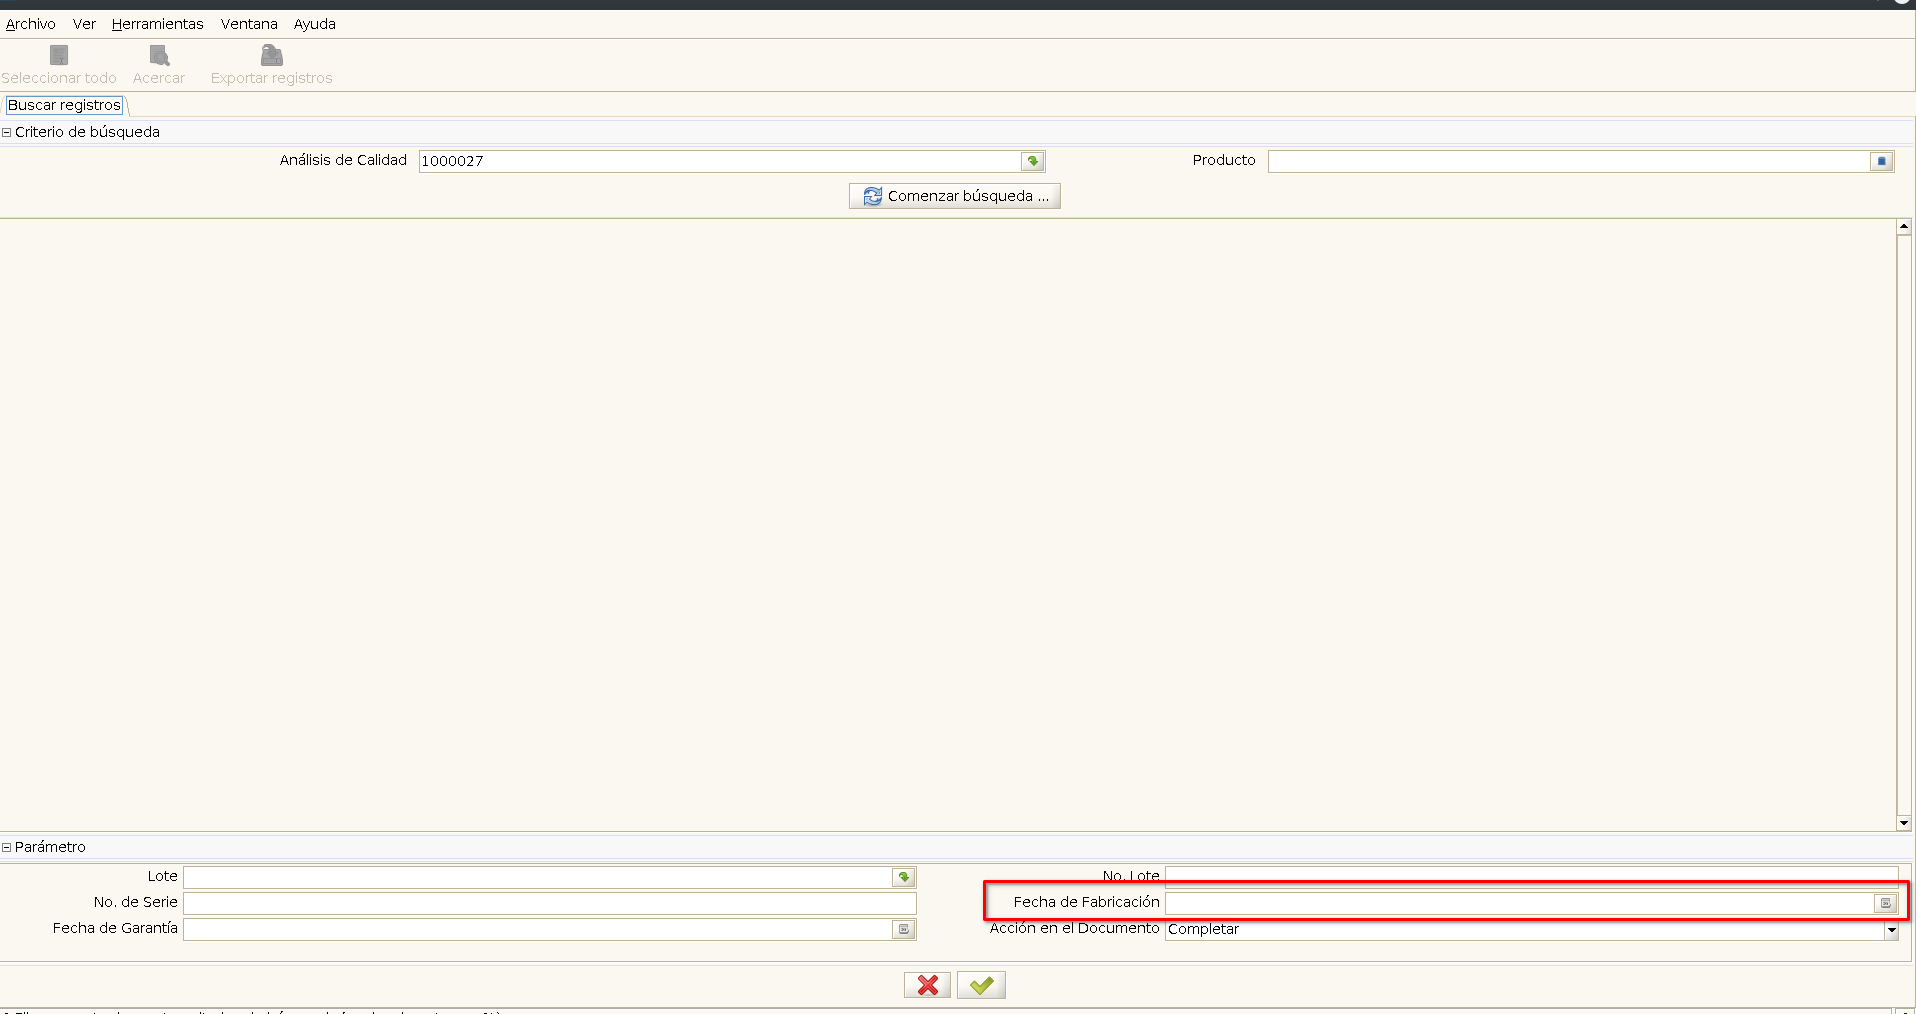 Archivo Ver Herramientas Ventana Ayuda
Seleccionar todo Acercar Exportar registros
Buscar registros
Criterio de búsqueda
Análisis de Calidad 1000027 Producto
Comenzar búsqueda ...
Parámetro
Lote No. Lote
No. de Serie Fecha de Fabricación
Fecha de Garantía Acción en el Documento Completar